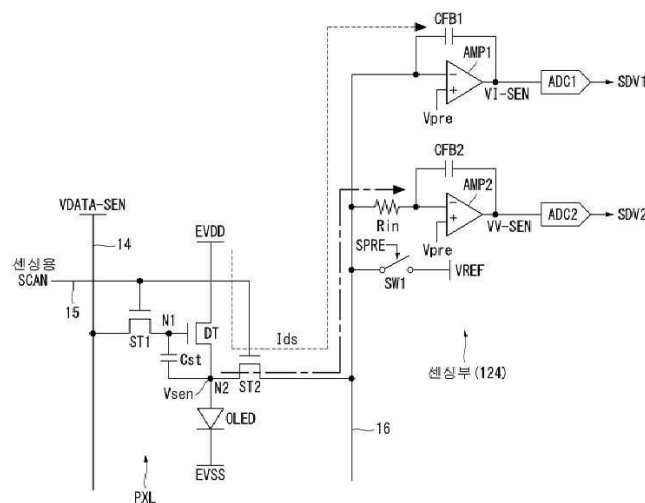 CFB1
AMP1
VI-SEN
ADC1
SDV1
Vpre
CFB2
AMP2
VV-SEN
ADC2
SDV2
Rin
Vpre
SPRE
SW1
VREF
VDATA-SEN
14
EVDD
센싱용
SCAN
15
N1
DT
Ids
ST1
Cst
ST2
Vsen
N2
센싱부(124)
OLED
16
EVSS
PXL